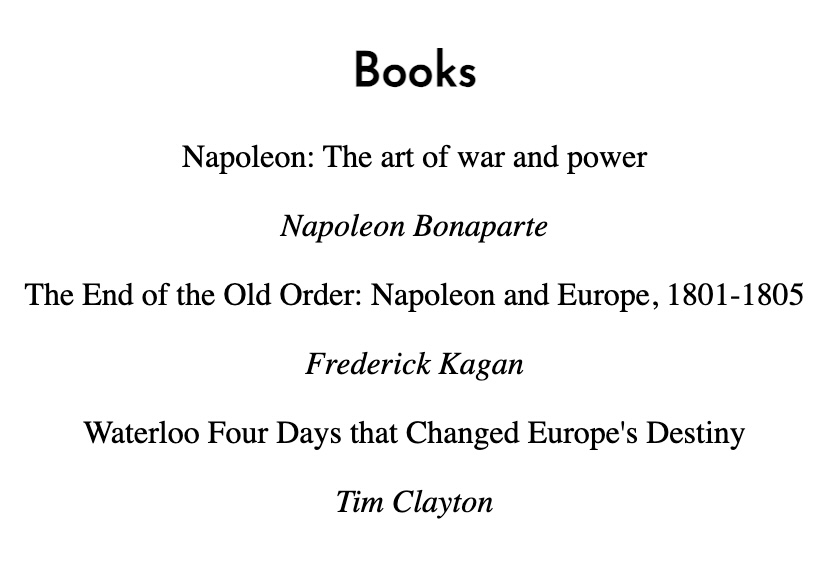 Books
Napoleon: The art of war and power
Napoleon Bonaparte
The End of the Old Order: Napoleon and Europe, 1801-1805
Frederick Kagan
Waterloo Four Days that Changed Europe's Destiny
Tim Clayton